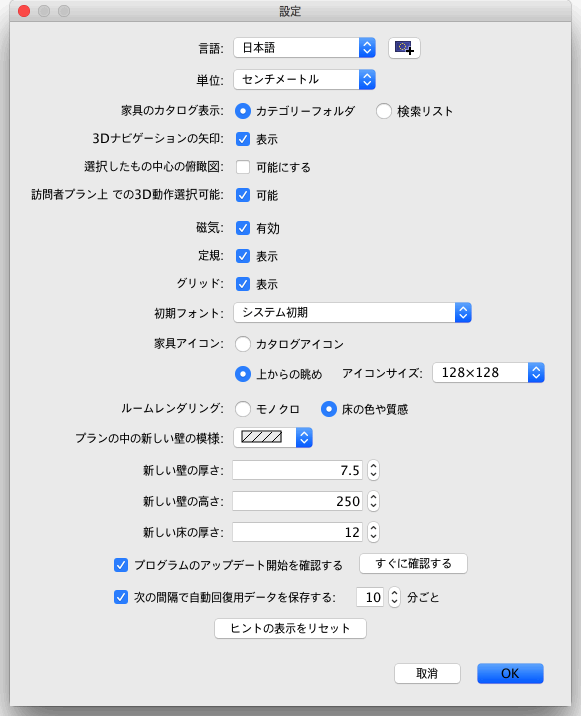 設定
言語: 日本語
単位: センチメートル
家具のカタログ表示: カテゴリーフォルダ 検索リスト
3Dナビゲーションの矢印: 表示
選択したもの中心の俯瞰図: 可能にする
訪問者プラン上 での3D動作選択可能: 可能
磁気: 有効
定規: 表示
グリッド: 表示
初期フォント: システム初期
家具アイコン: カタログアイコン
上からの眺め アイコンサイズ: 128×128
ルームレンダリング: モノクロ 床の色や質感
プランの中の新しい壁の模様:
新しい壁の厚さ: 7.5
新しい壁の高さ: 250
新しい床の厚さ: 12
プログラムのアップデート開始を確認する すぐに確認する
次の間隔で自動回復用データを保存する: 10 分ごと
ヒントの表示をリセット
取消 OK